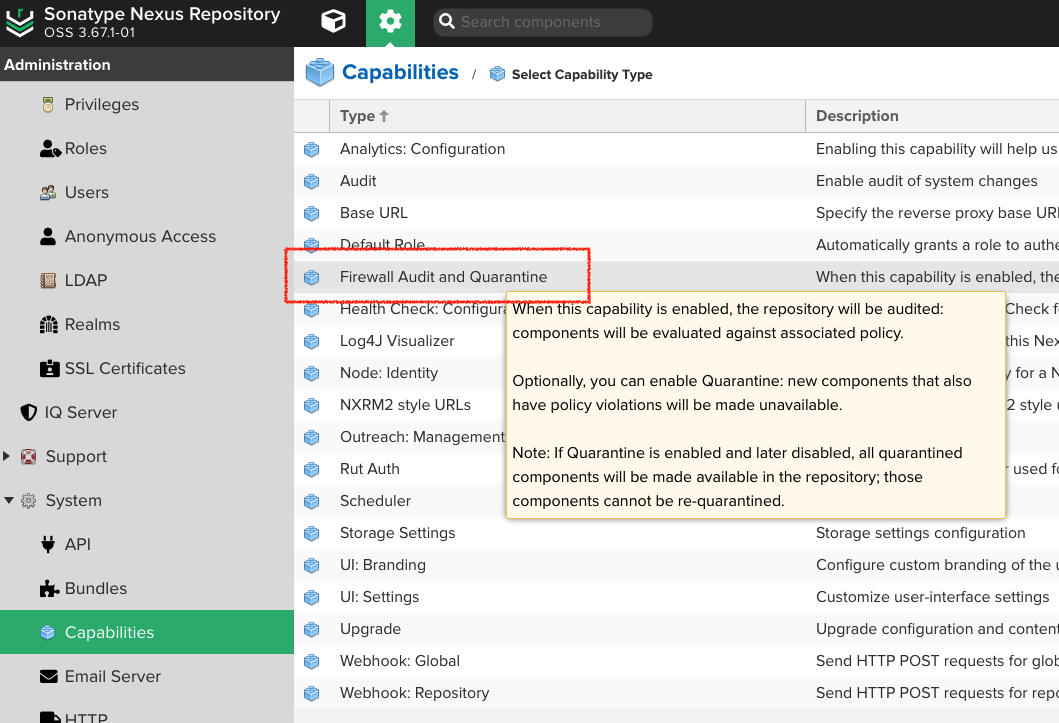 Sonatype Nexus Repository
OSS 3.67.1-01
Search components
Administration
Privileges
Roles
Users
Anonymous Access
LDAP
Realms
SSL Certificates
IQ Server
Support
System
API
Bundles
Capabilities
Email Server
HTTP
Capabilities / Select Capability Type
Type Description
Analytics: Configuration Enabling this capability will help us
Audit Enable audit of system changes
Base URL Specify the reverse proxy base URL
Default Role Automatically grants a role to authe
Firewall Audit and Quarantine When this capability is enabled, the
Health Check: Configura Check f
Log4J Visualizer this Nex
Node: Identity y for a N
NXRM2 style URLs 2 style u
Outreach: Management
Rut Auth r used fo
Scheduler
Storage Settings Storage settings configuration
UI: Branding Configure custom branding of the u
UI: Settings Customize user-interface settings
Upgrade Upgrade configuration and content
Webhook: Global Send HTTP POST requests for glob
Webhook: Repository Send HTTP POST requests for repo
When this capability is enabled, the repository will be audited:
components will be evaluated against associated policy.
Optionally, you can enable Quarantine: new components that also
have policy violations will be made unavailable.
Note: If Quarantine is enabled and later disabled, all quarantined
components will be made available in the repository; those
components cannot be re-quarantined.